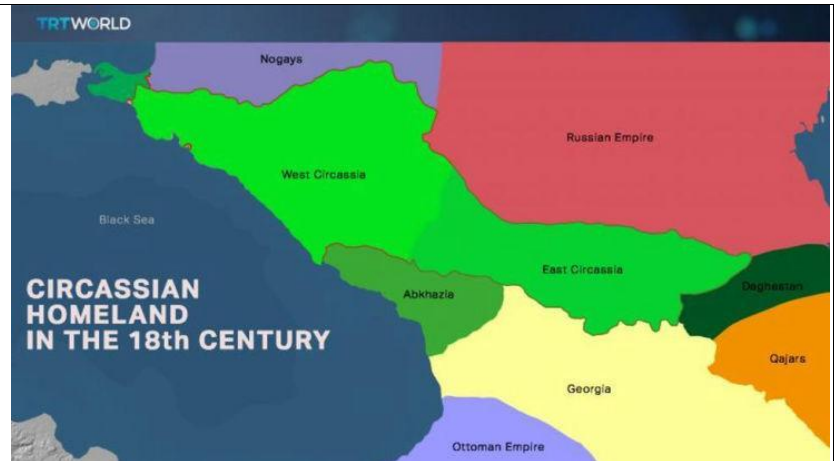 TRTWORLD
Nogays
Russian Empire
West Circassia
Black Sea
East Circassia
Daghestan
Abkhazia
CIRCASSIAN
HOMELAND
IN THE 18th CENTURY
Qajars
Georgia
Ottoman Empire